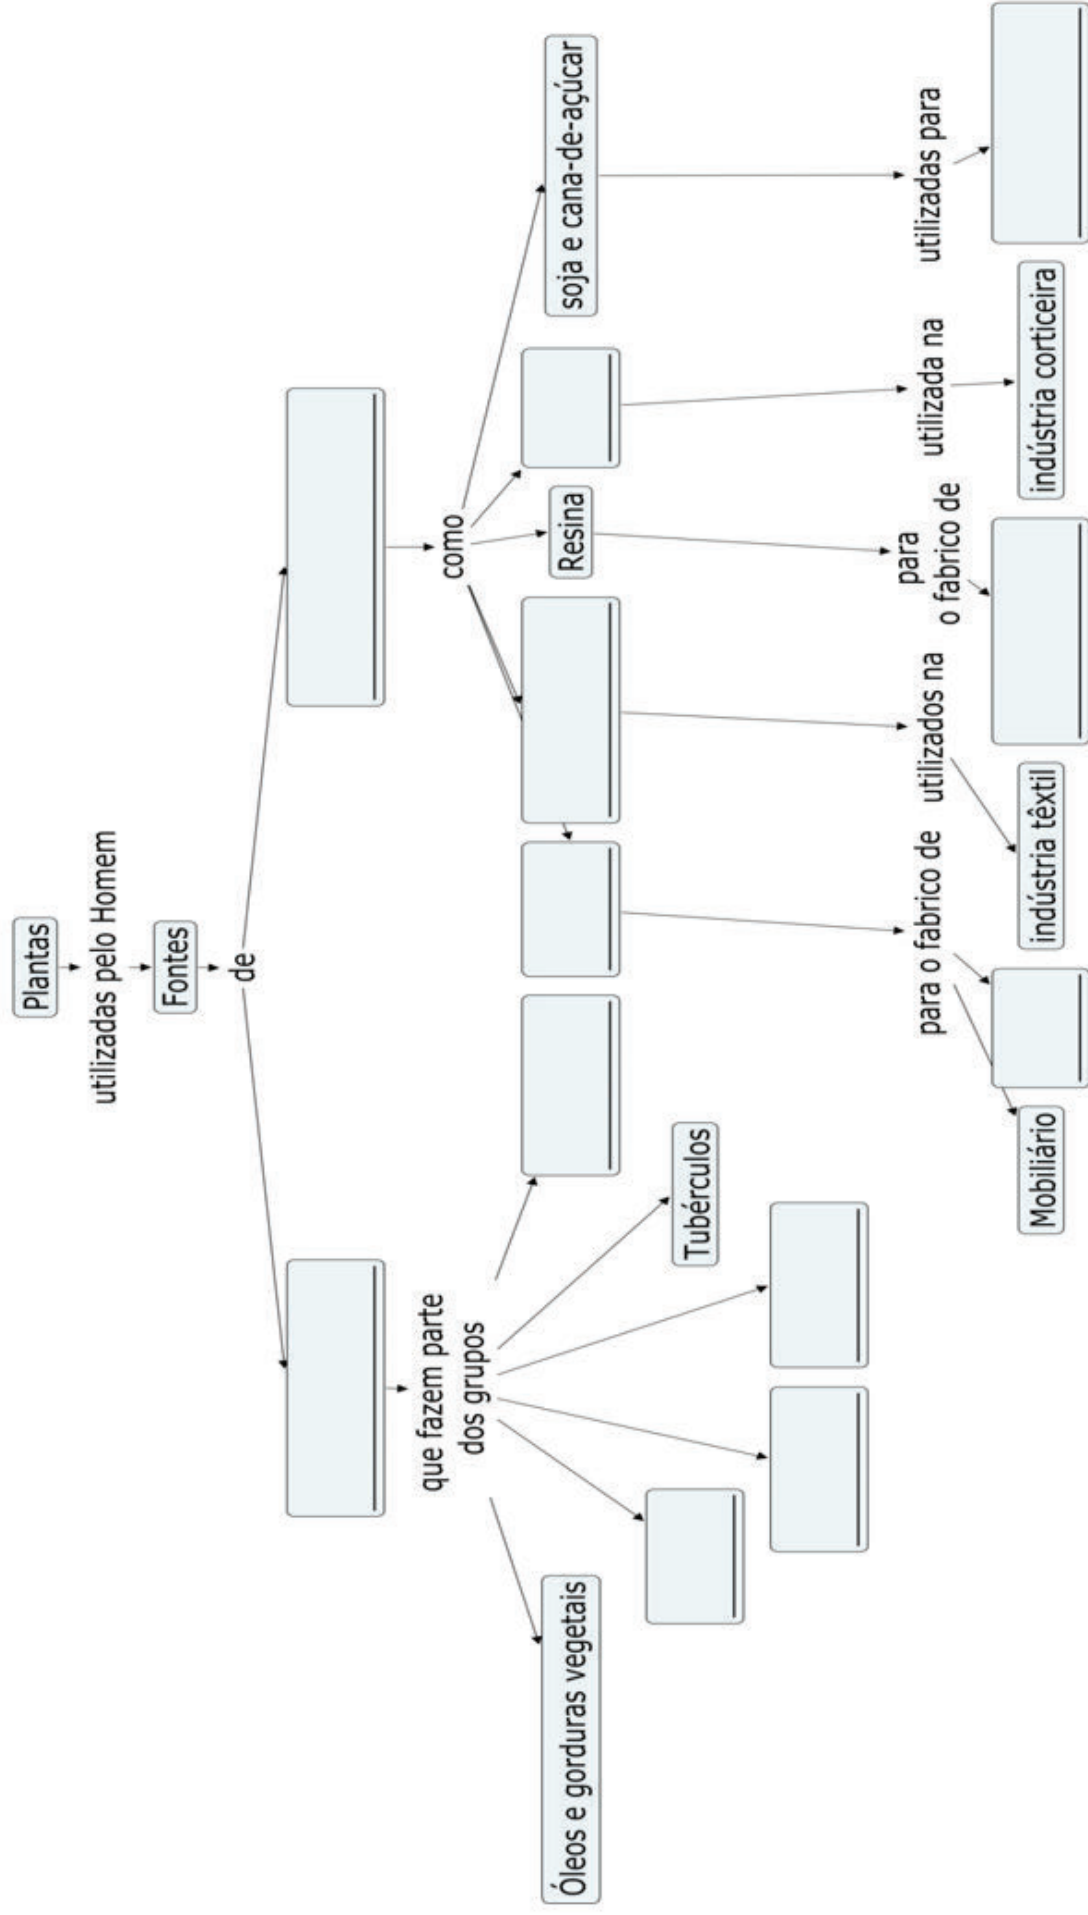 Plantas
utilizadas pelo Homem
Fontes
de
que fazem parte
dos grupos
como
Óleos e gorduras vegetais
Tubérculos
Resina
soja e cana-de-açúcar
para o fabrico de
utilizados na
para
o fabrico de
utilizada na
utilizadas para
Mobiliário
indústria têxtil
indústria corticeira